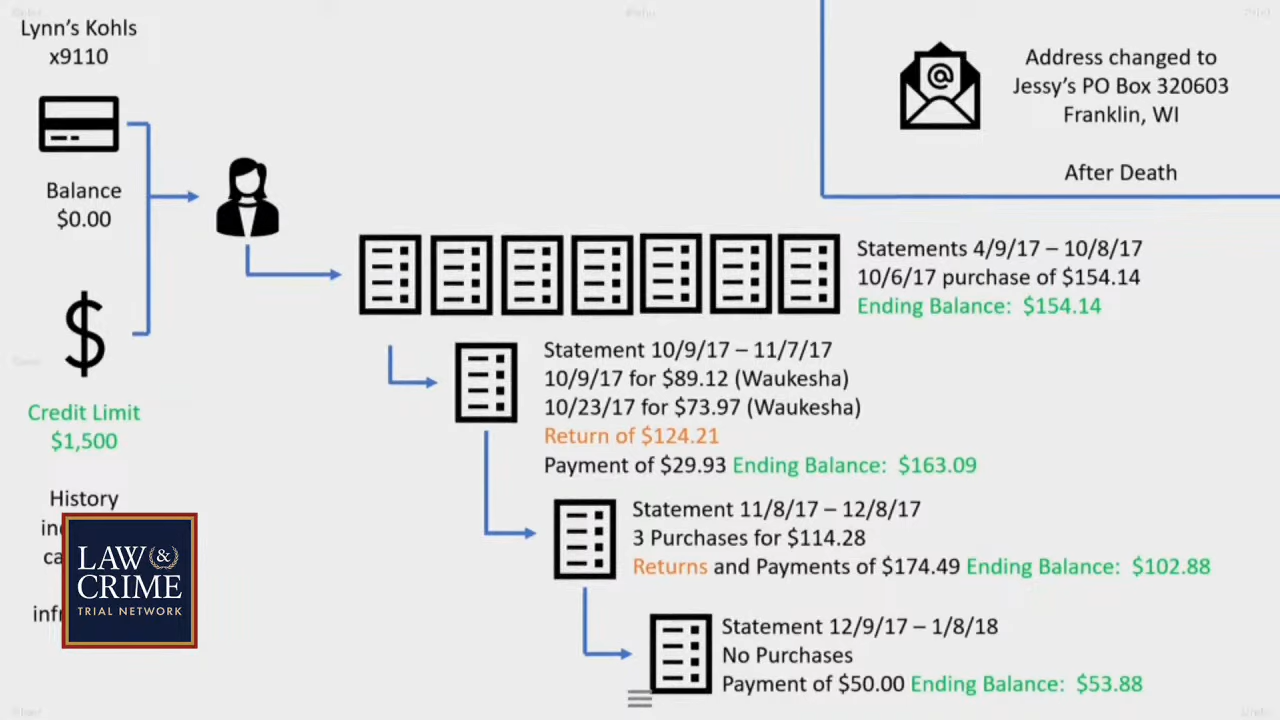 Lynn's Kohls
x9110
Balance
$0.00
Credit Limit
$1,500
History
LAW &
CRIME
TRIAL NETWORK
Address changed to
Jessy's PO Box 320603
Franklin, WI
After Death
Statements 4/9/17 – 10/8/17
10/6/17 purchase of $154.14
Ending Balance: $154.14
Statement 10/9/17 – 11/7/17
10/9/17 for $89.12 (Waukesha)
10/23/17 for $73.97 (Waukesha)
Return of $124.21
Payment of $29.93 Ending Balance: $163.09
Statement 11/8/17 – 12/8/17
3 Purchases for $114.28
Returns and Payments of $174.49 Ending Balance: $102.88
Statement 12/9/17 – 1/8/18
No Purchases
Payment of $50.00 Ending Balance: $53.88